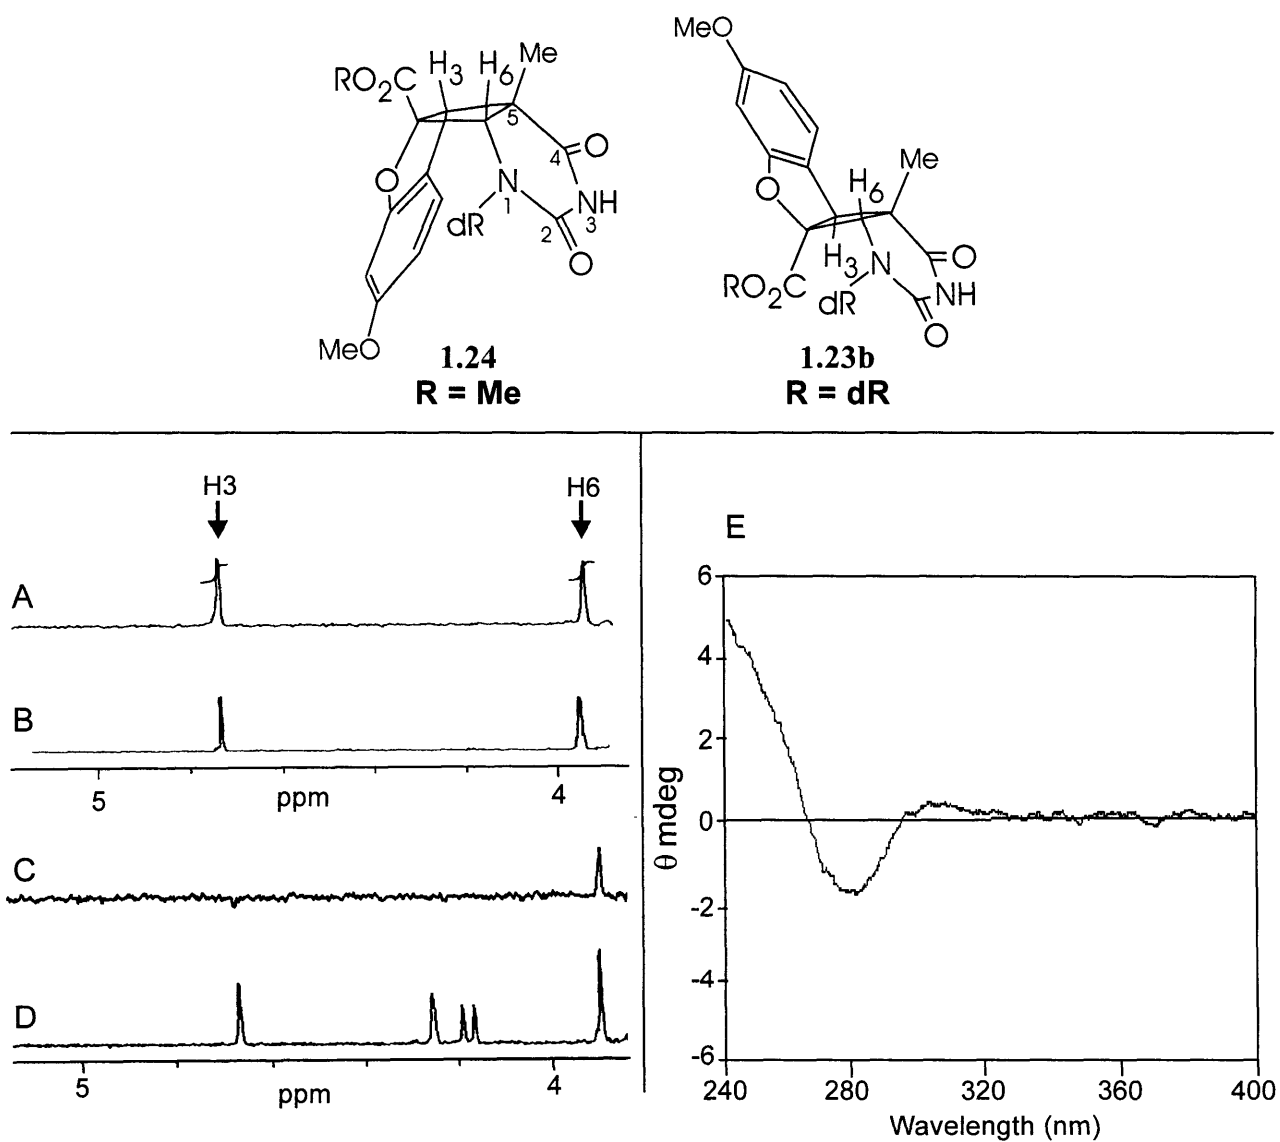 MeO
RO2C H3 H6 Me
5
4 O
O
N NH
dR 1 3
2
O
MeO
1.24
R = Me
MeO
Me
H6
O
O
H3 N
RO2C dR NH
O
1.23b
R = dR
H3 H6
A
B
5 ppm 4
C
D
5 ppm 4
E
6
4
2
0
-2
-4
-6
θ mdeg
240 280 320 360 400
Wavelength (nm)